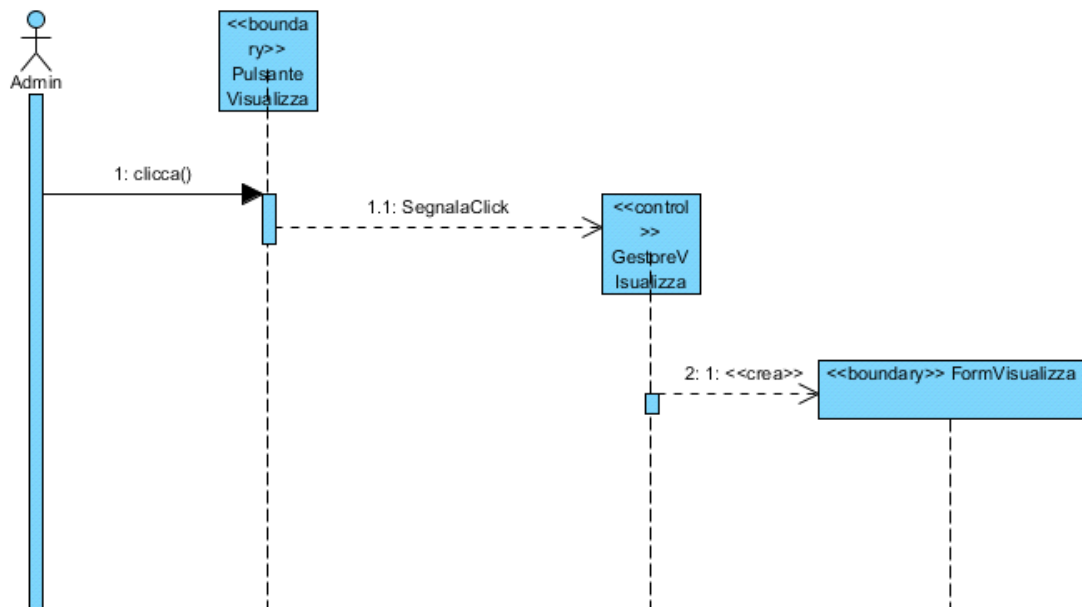 Admin
<<bounda
ry>>
Pulsante
Visualizza
1: clicca()
1.1: SegnalaClick
<<control
>>
GestoreV
Isualizza
2: 1: <<crea>>
<<boundary>> FormVisualizza